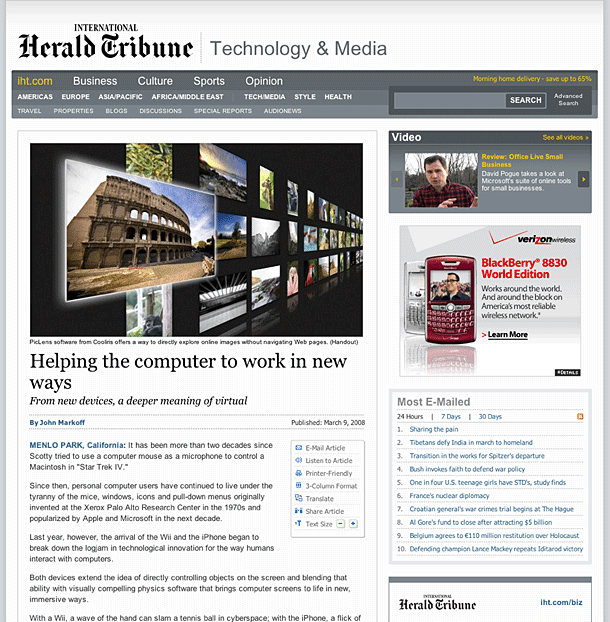 INTERNATIONAL
Herald Tribune
Technology & Media
iht.com Business Culture Sports Opinion
Morning home delivery - save up to 65%
AMERICAS EUROPE ASIA/PACIFIC AFRICA/MIDDLE EAST TECH/MEDIA STYLE HEALTH
SEARCH
Advanced
Search
TRAVEL PROPERTIES BLOGS DISCUSSIONS SPECIAL REPORTS AUDIONEWS
PicLens software from Cooliris offers a way to directly explore online images without navigating Web pages. (Handout)
Helping the computer to work in new
ways
From new devices, a deeper meaning of virtual
By John Markoff
Published: March 9, 2008
MENLO PARK, California: It has been more than two decades since
Scotty tried to use a computer mouse as a microphone to control a
Macintosh in "Star Trek IV."
Since then, personal computer users have continued to live under the
tyranny of the mice, windows, icons and pull-down menus originally
invented at the Xerox Palo Alto Research Center in the 1970s and
popularized by Apple and Microsoft in the next decade.
Last year, however, the arrival of the Wii and the iPhone began to
break down the logjam in technological innovation for the way humans
interact with computers.
Both devices extend the idea of directly controlling objects on the screen and blending that
ability with visually compelling physics software that brings computer screens to life in new,
immersive ways.
With a Wii, a wave of the hand can slam a tennis ball in cyberspace; with the iPhone, a flick of
E-Mail Article
Listen to Article
Printer-Friendly
3-Column Format
Translate
Share Article
Text Size
Video
See all videos »
Review: Office Live Small
Business
David Pogue takes a look at
Microsoft's suite of online tools
for small businesses.
verizonwireless
BlackBerry® 8830
World Edition
Works around the world.
And around the block on
America's most reliable
wireless network.*
> Learn More
DETAILS
Most E-Mailed
24 Hours | 7 Days | 30 Days
1. Sharing the pain
2. Tibetans defy India in march to homeland
3. Transition in the works for Spitzer's departure
4. Bush invokes faith to defend war policy
5. One in four U.S. teenage girls have STD's, study finds
6. France's nuclear diplomacy
7. Croatian general's war crimes trial begins at The Hague
8. Al Gore's fund to close after attracting $5 billion
9. Belgium agrees to €110 million restitution over Holocaust
10. Defending champion Lance Mackey repeats Iditarod victory
INTERNATIONAL
Herald Tribune
iht.com/biz